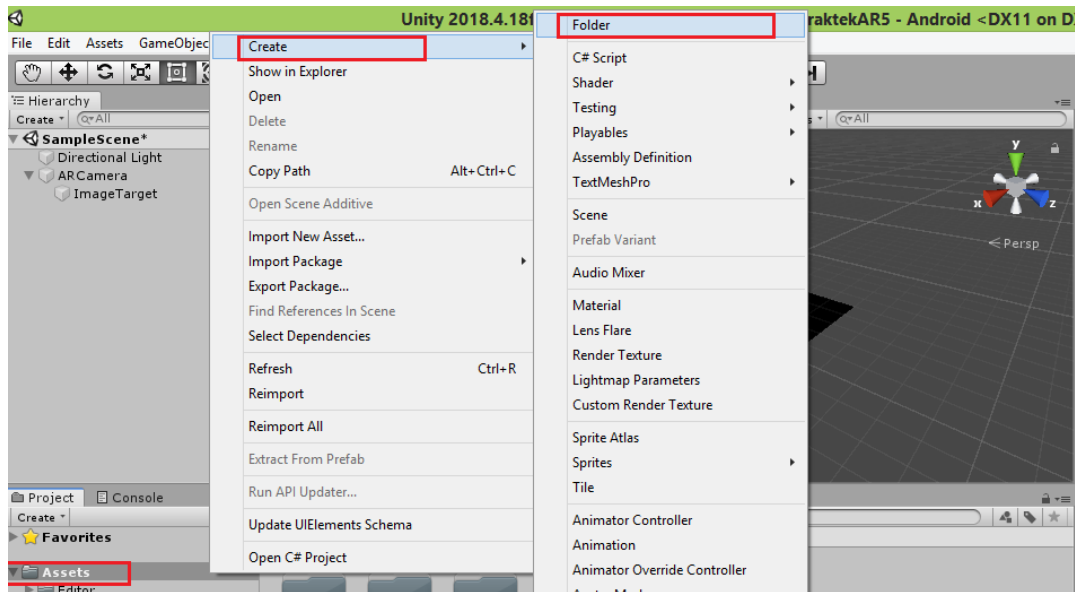 Unity 2018.4.18f
raktekAR5 - Android <DX11 on D
File Edit Assets GameObjec
Hierarchy
Create
All
SampleScene*
Directional Light
ARCamera
ImageTarget
Create
Show in Explorer
Open
Delete
Rename
Copy Path Alt+Ctrl+C
Open Scene Additive
Import New Asset...
Import Package
Export Package...
Find References In Scene
Select Dependencies
Refresh Ctrl+R
Reimport
Reimport All
Extract From Prefab
Run API Updater...
Update UIElements Schema
Open C# Project
Folder
C# Script
Shader
Testing
Playables
Assembly Definition
TextMeshPro
Scene
Prefab Variant
Audio Mixer
Material
Lens Flare
Render Texture
Lightmap Parameters
Custom Render Texture
Sprite Atlas
Sprites
Tile
Animator Controller
Animation
Animator Override Controller
All
y
x
z
Persp
Project Console
Create
Favorites
Assets
Editor